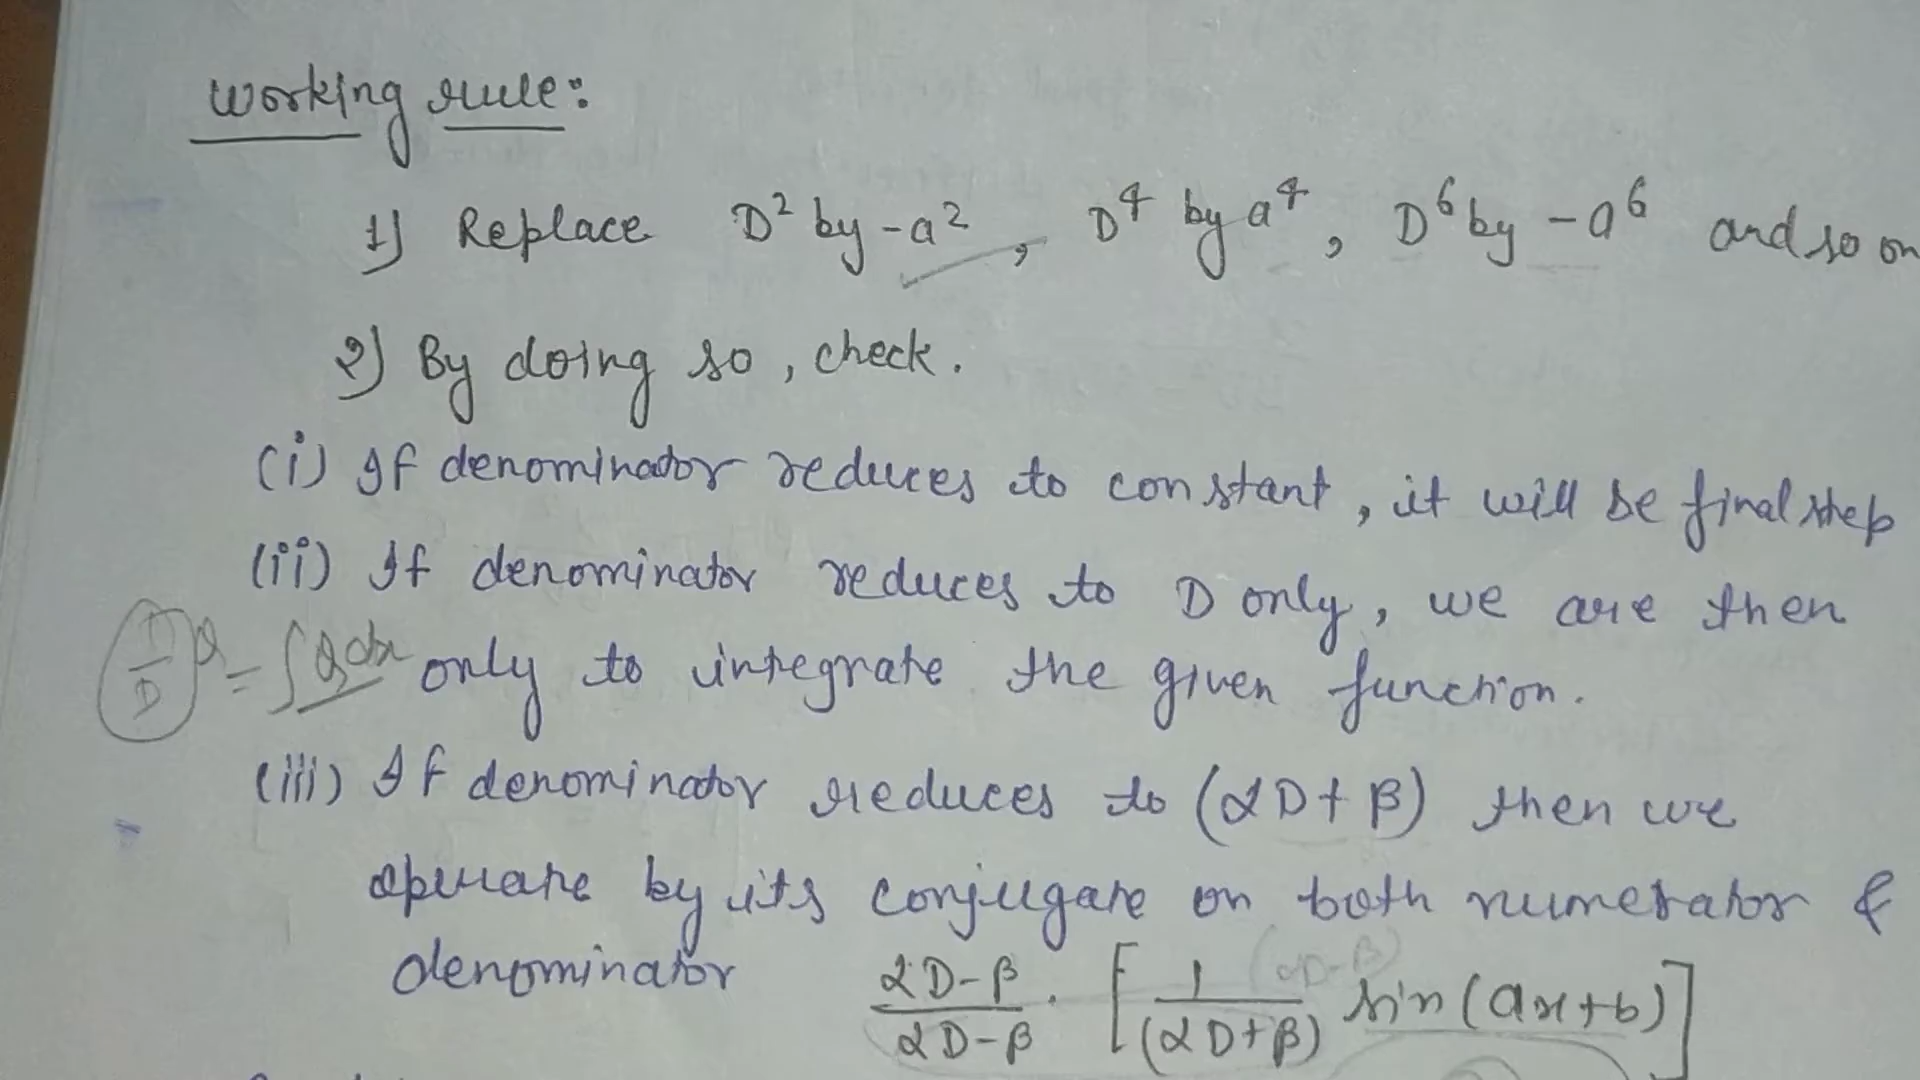 Working rule:
1) Replace D² by -a², D⁴ by a⁴, D⁶ by -a⁶ and so on
2) By doing so, check.
(i) If denominator reduces to constant, it will be final step
(ii) If denominator reduces to D only, we are then
only to integrate the given function.
(1/D)Q = ∫Q dx
(iii) If denominator reduces to (αD+β) then we
operate by its conjugate on both numerator &
denominator (αD-β)/(αD-β) · [1/(αD+β) sin(ax+b)]
(αD-β)